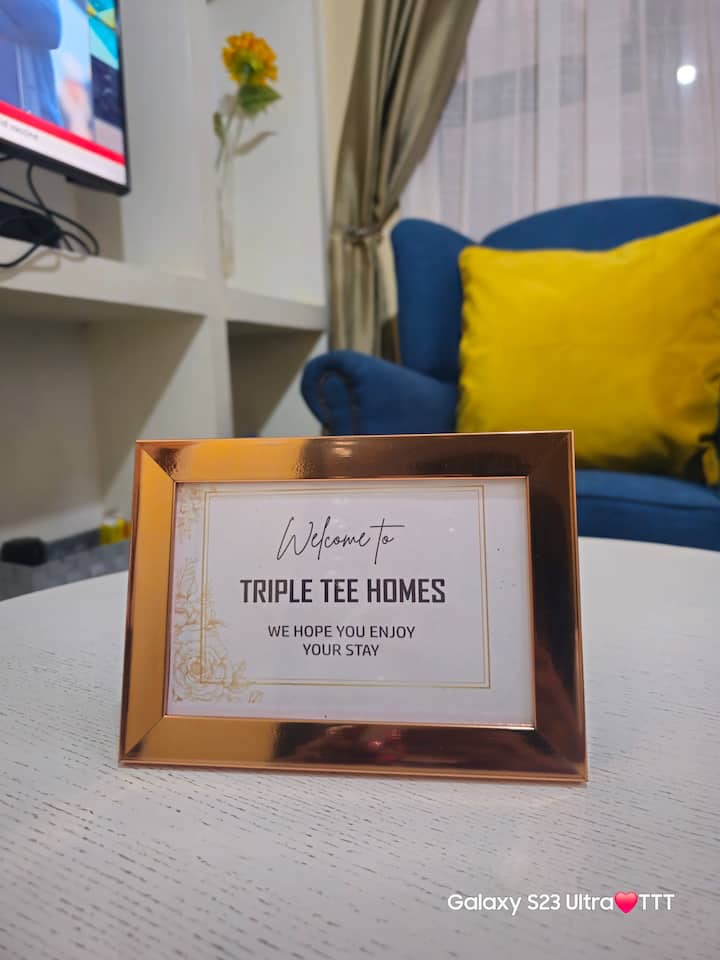 Welcome to
TRIPLE TEE HOMES
WE HOPE YOU ENJOY
YOUR STAY
Galaxy S23 Ultra❤️TTT